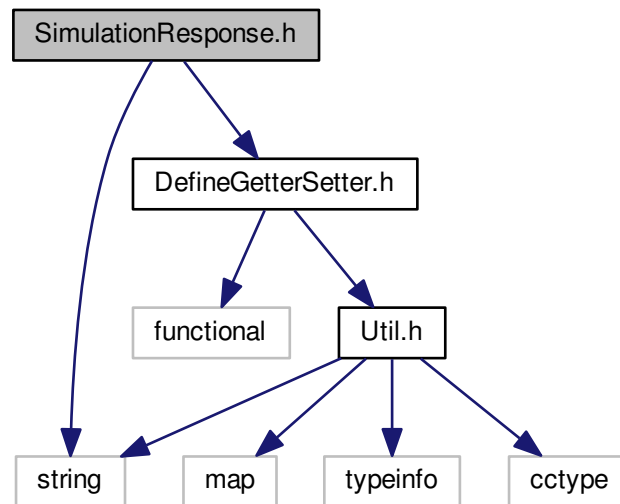 SimulationResponse.h
DefineGetterSetter.h
functional
Util.h
string
map
typeinfo
cctype